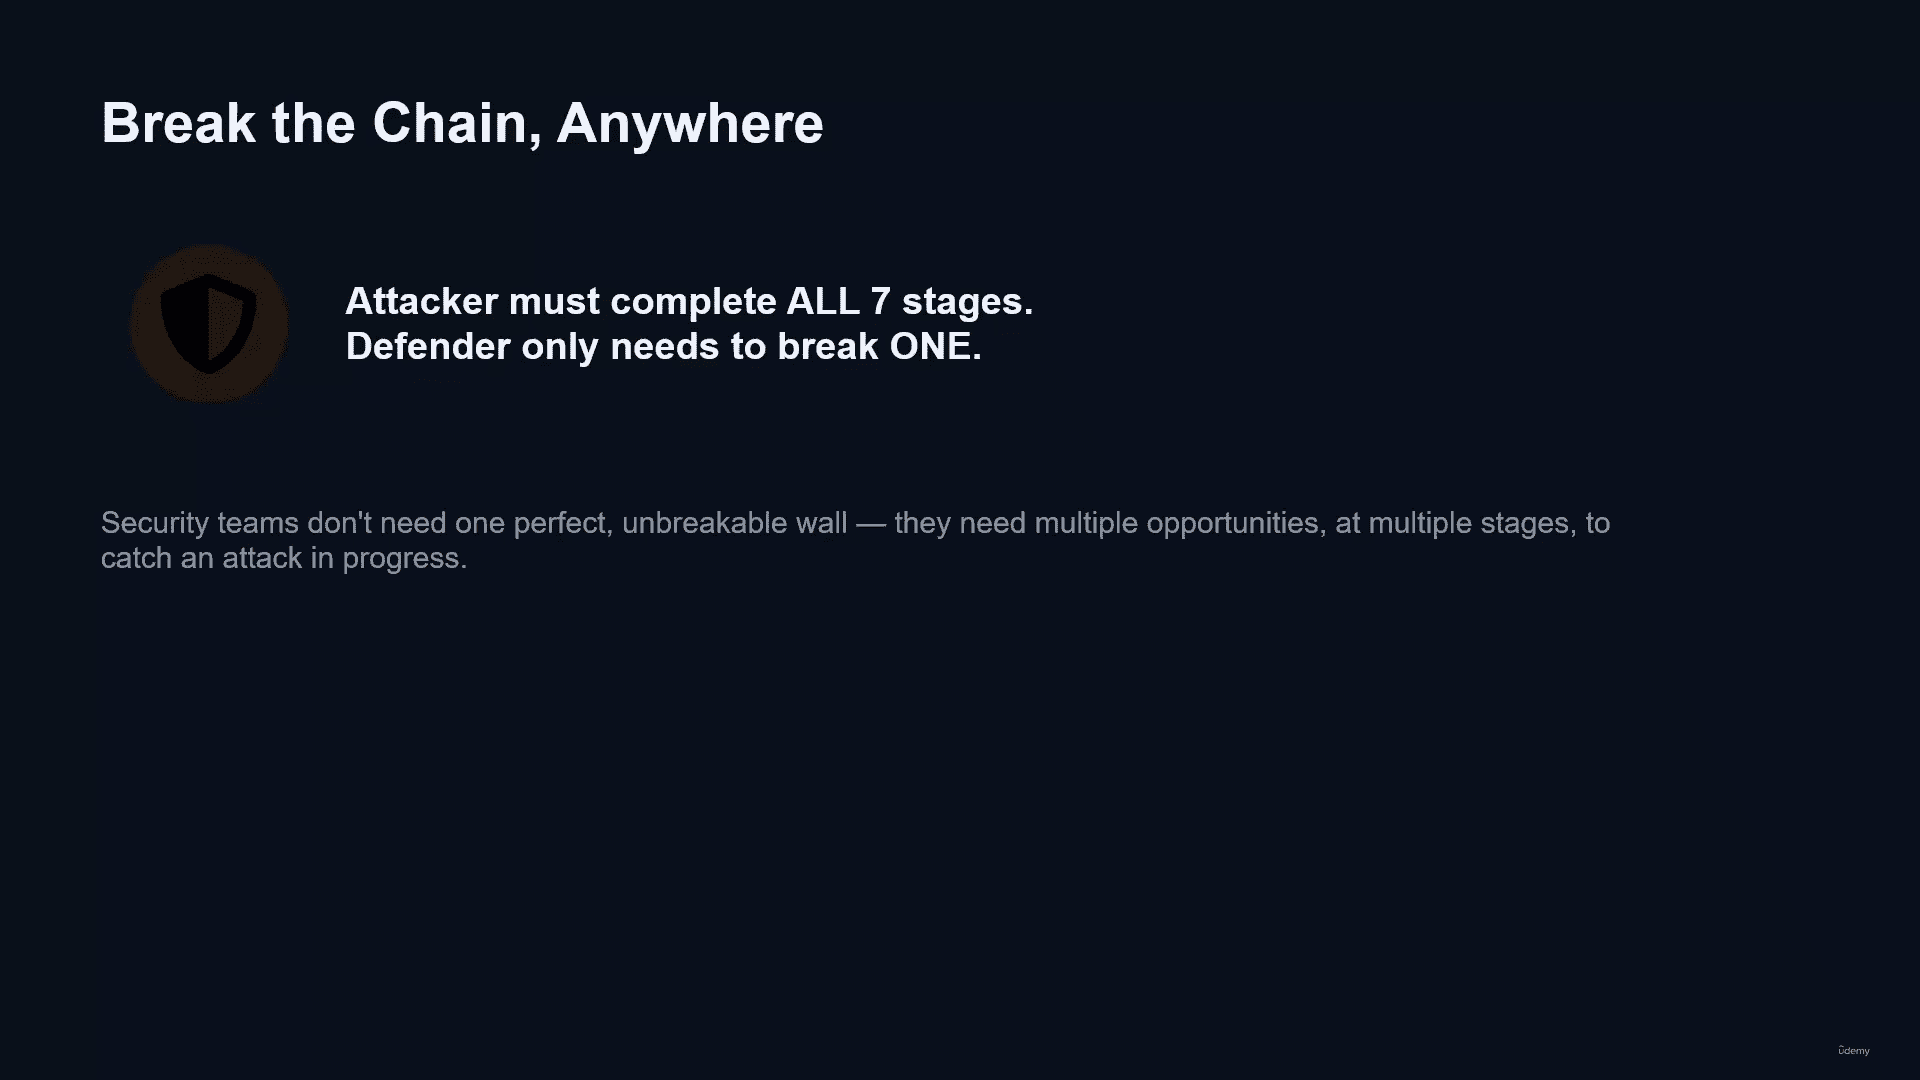 Break the Chain, Anywhere
Attacker must complete ALL 7 stages.
Defender only needs to break ONE.
Security teams don't need one perfect, unbreakable wall — they need multiple opportunities, at multiple stages, to
catch an attack in progress.
udemy